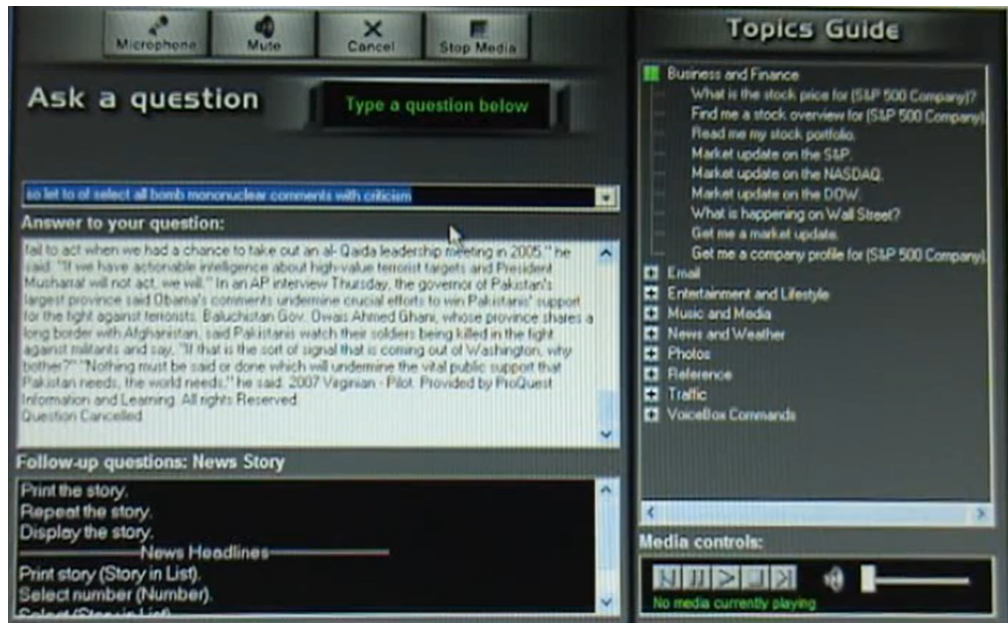 Microphone
Mute
Cancel
Stop Media
Ask a question
Type a question below
so let to of select all bomb mononuclear comments with criticism
Answer to your question:
fail to act when we had a chance to take out an al- Qaida leadership meeting in 2005," he
said. "If we have actionable intelligence about high-value terrorist targets and President
Musharraf will not act, we will." In an AP interview Thursday, the governor of Pakistan's
largest province said Obama's comments undermine crucial efforts to win Pakistanis' support
for the fight against terrorists. Baluchistan Gov. Owais Ahmed Ghani, whose province shares a
long border with Afghanistan, said Pakistanis watch their soldiers being killed in the fight
against militants and say, "If that is the sort of signal that is coming out of Washington, why
bother?" "Nothing must be said or done which will undermine the vital public support that
Pakistan needs, the world needs," he said. 2007 Virginian - Pilot. Provided by ProQuest
Information and Learning. All rights Reserved.
Question Cancelled.
Follow-up questions: News Story
Print the story.
Repeat the story.
Display the story.
News Headlines
Print story (Story in List).
Select number (Number).
Select (Story in List)
Topics Guide
Business and Finance
What is the stock price for (S&P 500 Company)?
Find me a stock overview for (S&P 500 Company)
Read me my stock portfolio.
Market update on the S&P.
Market update on the NASDAQ.
Market update on the DOW.
What is happening on Wall Street?
Get me a market update.
Get me a company profile for (S&P 500 Company)
Email
Entertainment and Lifestyle
Music and Media
News and Weather
Photos
Reference
Traffic
VoiceBox Commands
Media controls:
No media currently playing